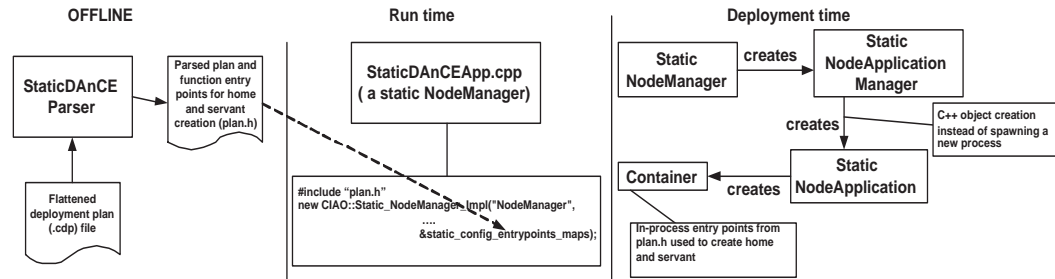 OFFLINE
StaticDAnCE
Parser
Parsed plan and
function entry
points for home
and servant
creation (plan.h)
Flattened
deployment plan
(.cdp) file
Run time
StaticDAnCEApp.cpp
( a static NodeManager)
#include “plan.h”
new CIAO::Static_NodeManager_Impl("NodeManager",
....
&static_config_entrypoints_maps);
Deployment time
Static
NodeManager
creates
Static
NodeApplication
Manager
creates
C++ object creation
instead of spawning a
new process
Static
NodeApplication
creates
Container
In-process entry points from
plan.h used to create home
and servant